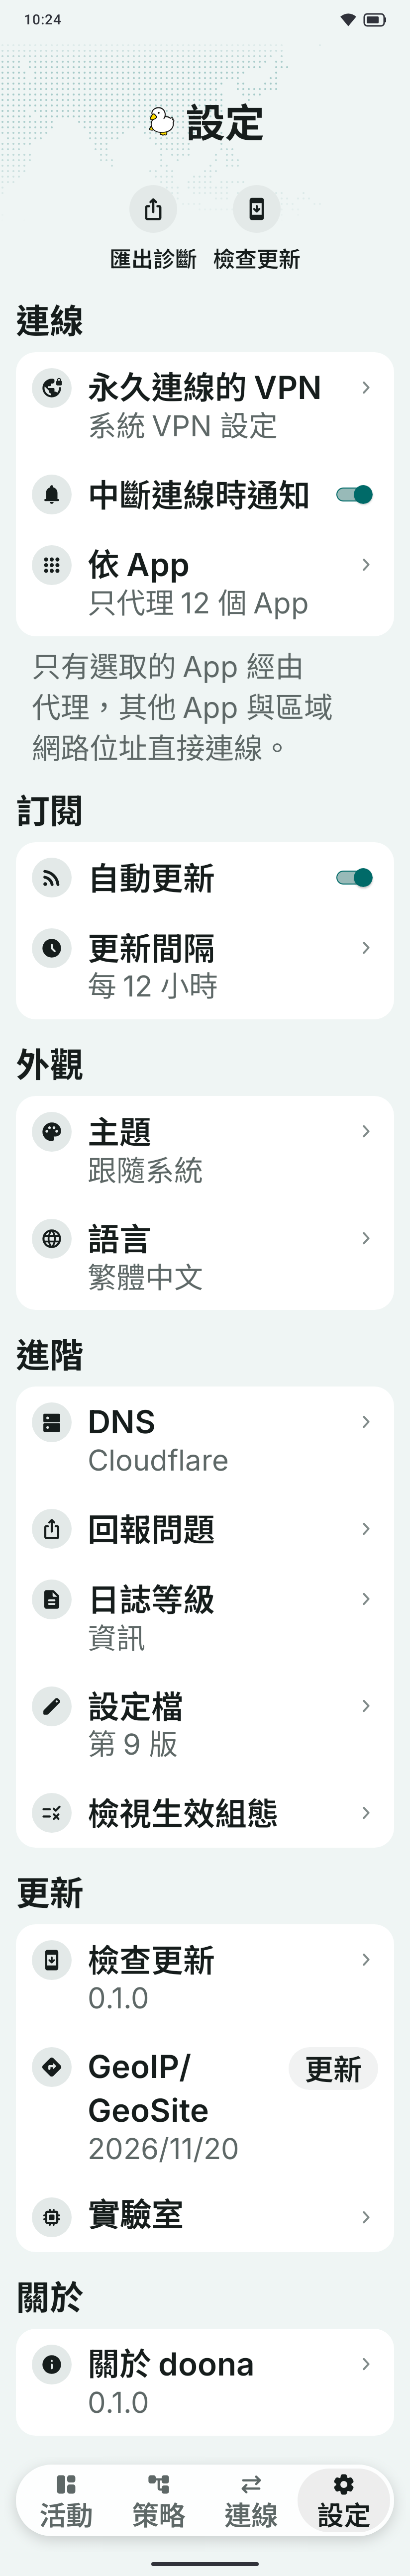 10:24
設定
匯出診斷
檢查更新
連線
永久連線的 VPN
系統 VPN 設定
中斷連線時通知
依 App
只代理 12 個 App
只有選取的 App 經由
代理，其他 App 與區域
網路位址直接連線。
訂閱
自動更新
更新間隔
每 12 小時
外觀
主題
跟隨系統
語言
繁體中文
進階
DNS
Cloudflare
回報問題
日誌等級
資訊
設定檔
第 9 版
檢視生效組態
更新
檢查更新
0.1.0
GeoIP/
GeoSite
更新
2026/11/20
實驗室
關於
關於 doona
0.1.0
活動
策略
連線
設定